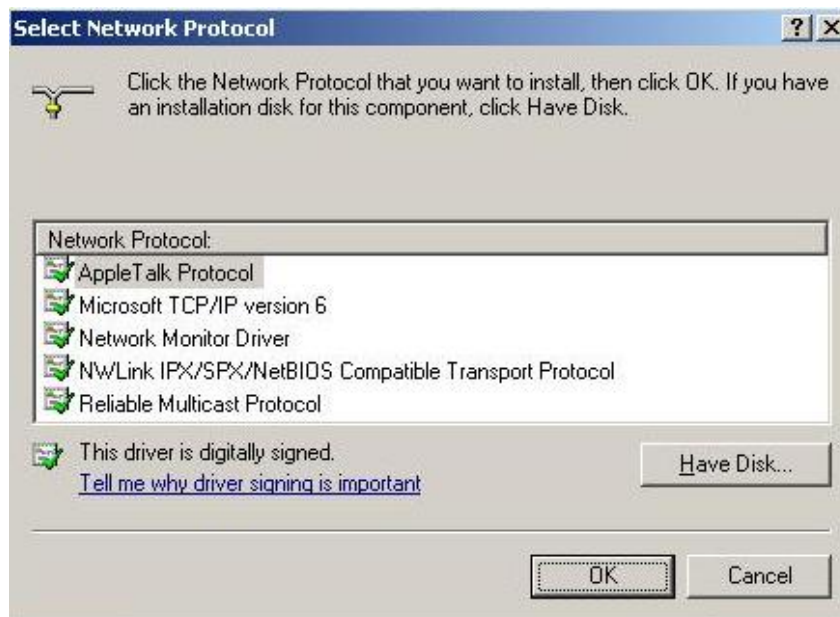 Select Network Protocol
Click the Network Protocol that you want to install, then click OK. If you have
an installation disk for this component, click Have Disk.
Network Protocol:
AppleTalk Protocol
Microsoft TCP/IP version 6
Network Monitor Driver
NWLink IPX/SPX/NetBIOS Compatible Transport Protocol
Reliable Multicast Protocol
This driver is digitally signed.
Tell me why driver signing is important
Have Disk...
OK
Cancel